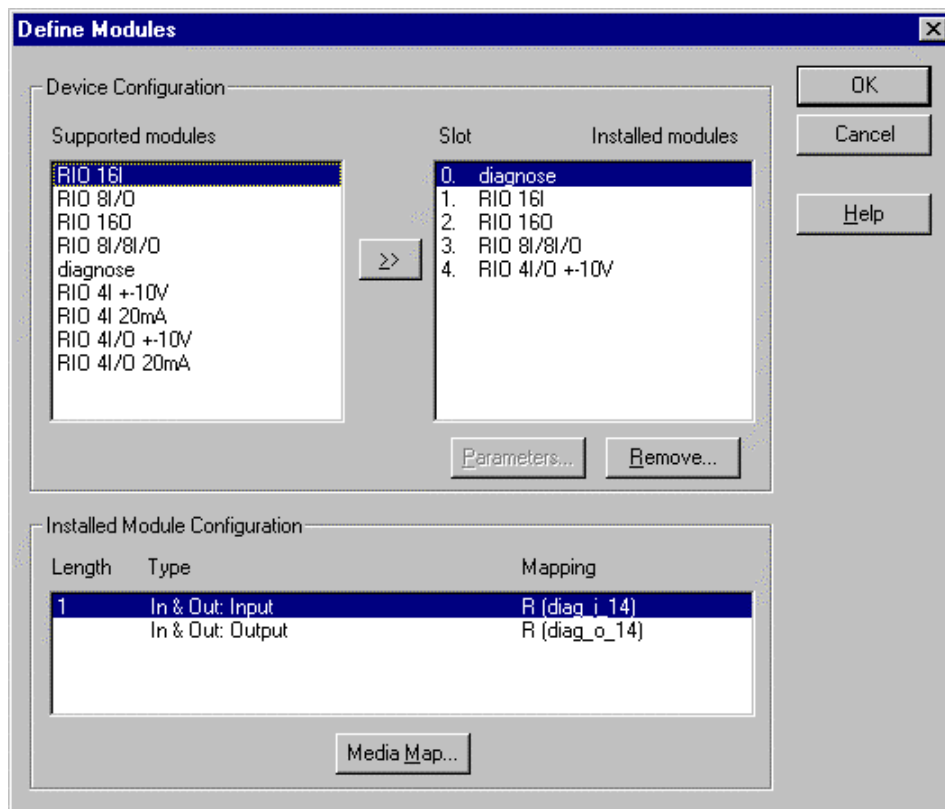 Define Modules
Device Configuration
OK
Supported modules Slot Installed modules
Cancel
RIO 16I
RIO 8I/O
RIO 16O
RIO 8I/8I/O
diagnose
RIO 4I +-10V
RIO 4I 20mA
RIO 4I/O +-10V
RIO 4I/O 20mA
>>
0. diagnose
1. RIO 16I
2. RIO 16O
3. RIO 8I/8I/O
4. RIO 4I/O +-10V
Help
Parameters... Remove...
Installed Module Configuration
Length Type Mapping
1 In & Out: Input R (diag_i_14)
In & Out: Output R (diag_o_14)
Media Map...